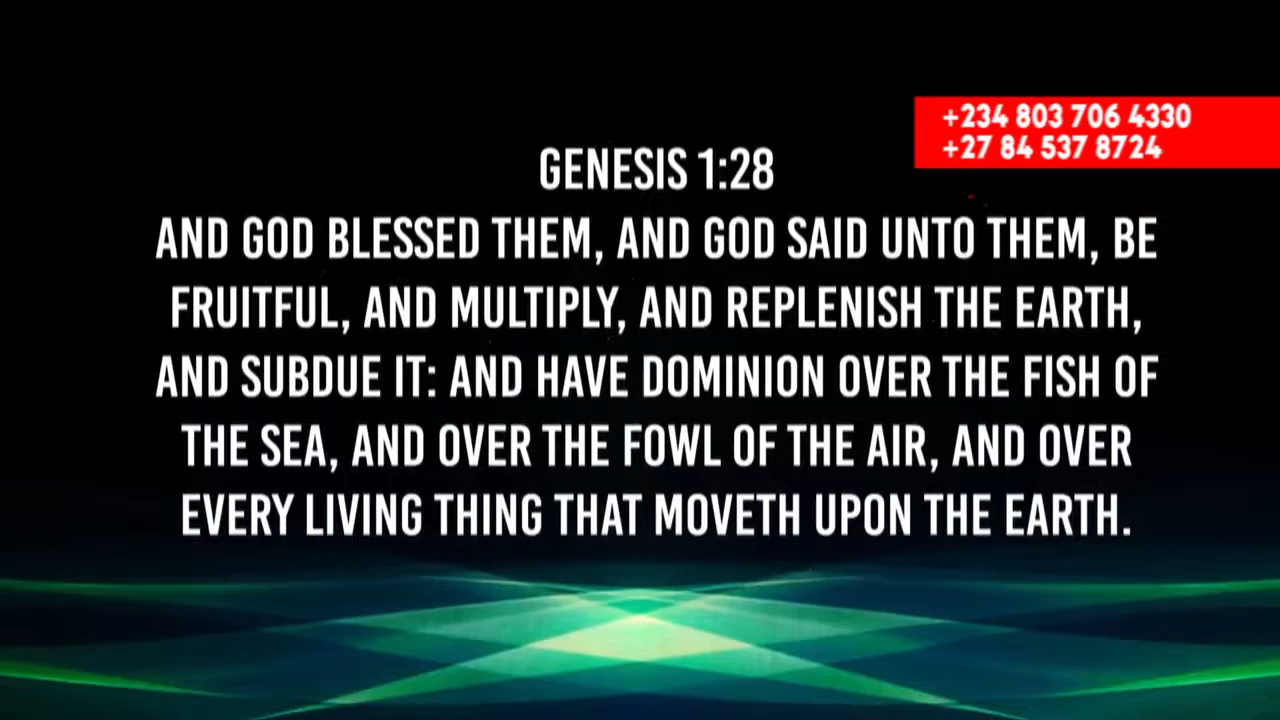 +234 803 706 4330
+27 84 537 8724
GENESIS 1:28
AND GOD BLESSED THEM, AND GOD SAID UNTO THEM, BE
FRUITFUL, AND MULTIPLY, AND REPLENISH THE EARTH,
AND SUBDUE IT: AND HAVE DOMINION OVER THE FISH OF
THE SEA, AND OVER THE FOWL OF THE AIR, AND OVER
EVERY LIVING THING THAT MOVETH UPON THE EARTH.